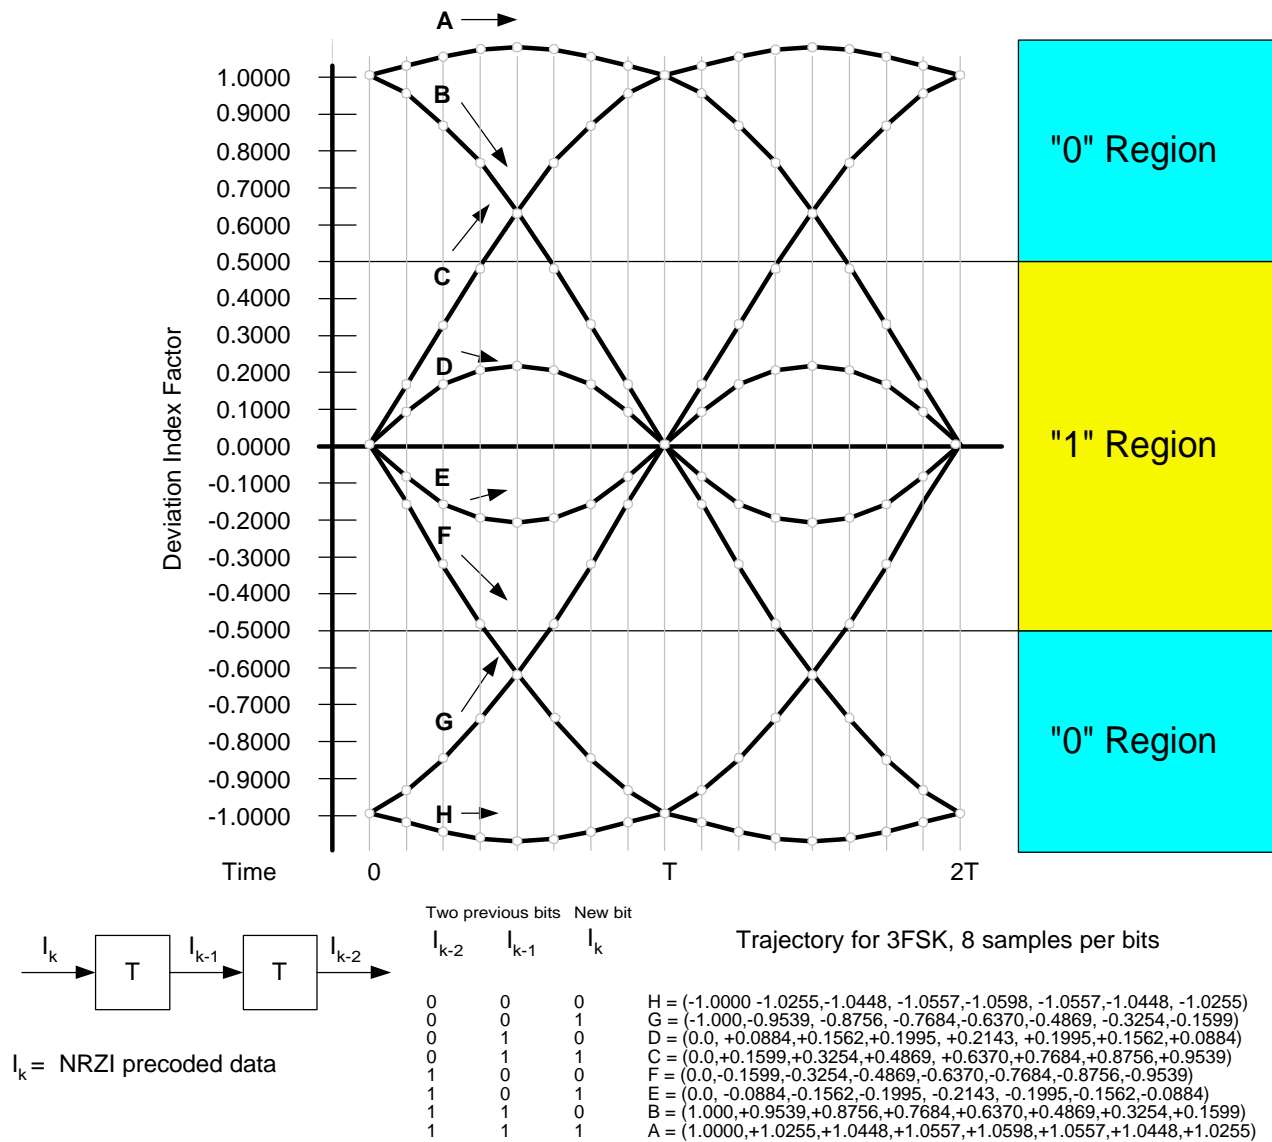 A
1.0000
B
0.9000
0.8000
"0" Region
0.7000
0.6000
0.5000
C
0.4000
0.3000
D
0.2000
0.1000
Deviation Index Factor
0.0000
"1" Region
E
-0.1000
-0.2000
F
-0.3000
-0.4000
-0.5000
-0.6000
G
-0.7000
"0" Region
-0.8000
-0.9000
H
-1.0000
Time 0 T 2T
Two previous bits New bit
I_k I_k-1 I_k-2
T T
I_k-2 I_k-1 I_k
Trajectory for 3FSK, 8 samples per bits
0 0 0 H = (-1.0000 -1.0255,-1.0448, -1.0557,-1.0598, -1.0557,-1.0448, -1.0255)
0 0 1 G = (-1.000,-0.9539, -0.8756, -0.7684,-0.6370,-0.4869, -0.3254,-0.1599)
0 1 0 D = (0.0, +0.0884,+0.1562,+0.1995, +0.2143, +0.1995,+0.1562,+0.0884)
0 1 1 C = (0.0,+0.1599,+0.3254,+0.4869, +0.6370,+0.7684,+0.8756,+0.9539)
1 0 0 F = (0.0,-0.1599,-0.3254,-0.4869,-0.6370,-0.7684,-0.8756,-0.9539)
1 0 1 E = (0.0, -0.0884,-0.1562,-0.1995, -0.2143, -0.1995,-0.1562,-0.0884)
1 1 0 B = (1.000,+0.9539,+0.8756,+0.7684,+0.6370,+0.4869,+0.3254,+0.1599)
1 1 1 A = (1.0000,+1.0255,+1.0448,+1.0557,+1.0598,+1.0557,+1.0448,+1.0255)
I_k = NRZI precoded data